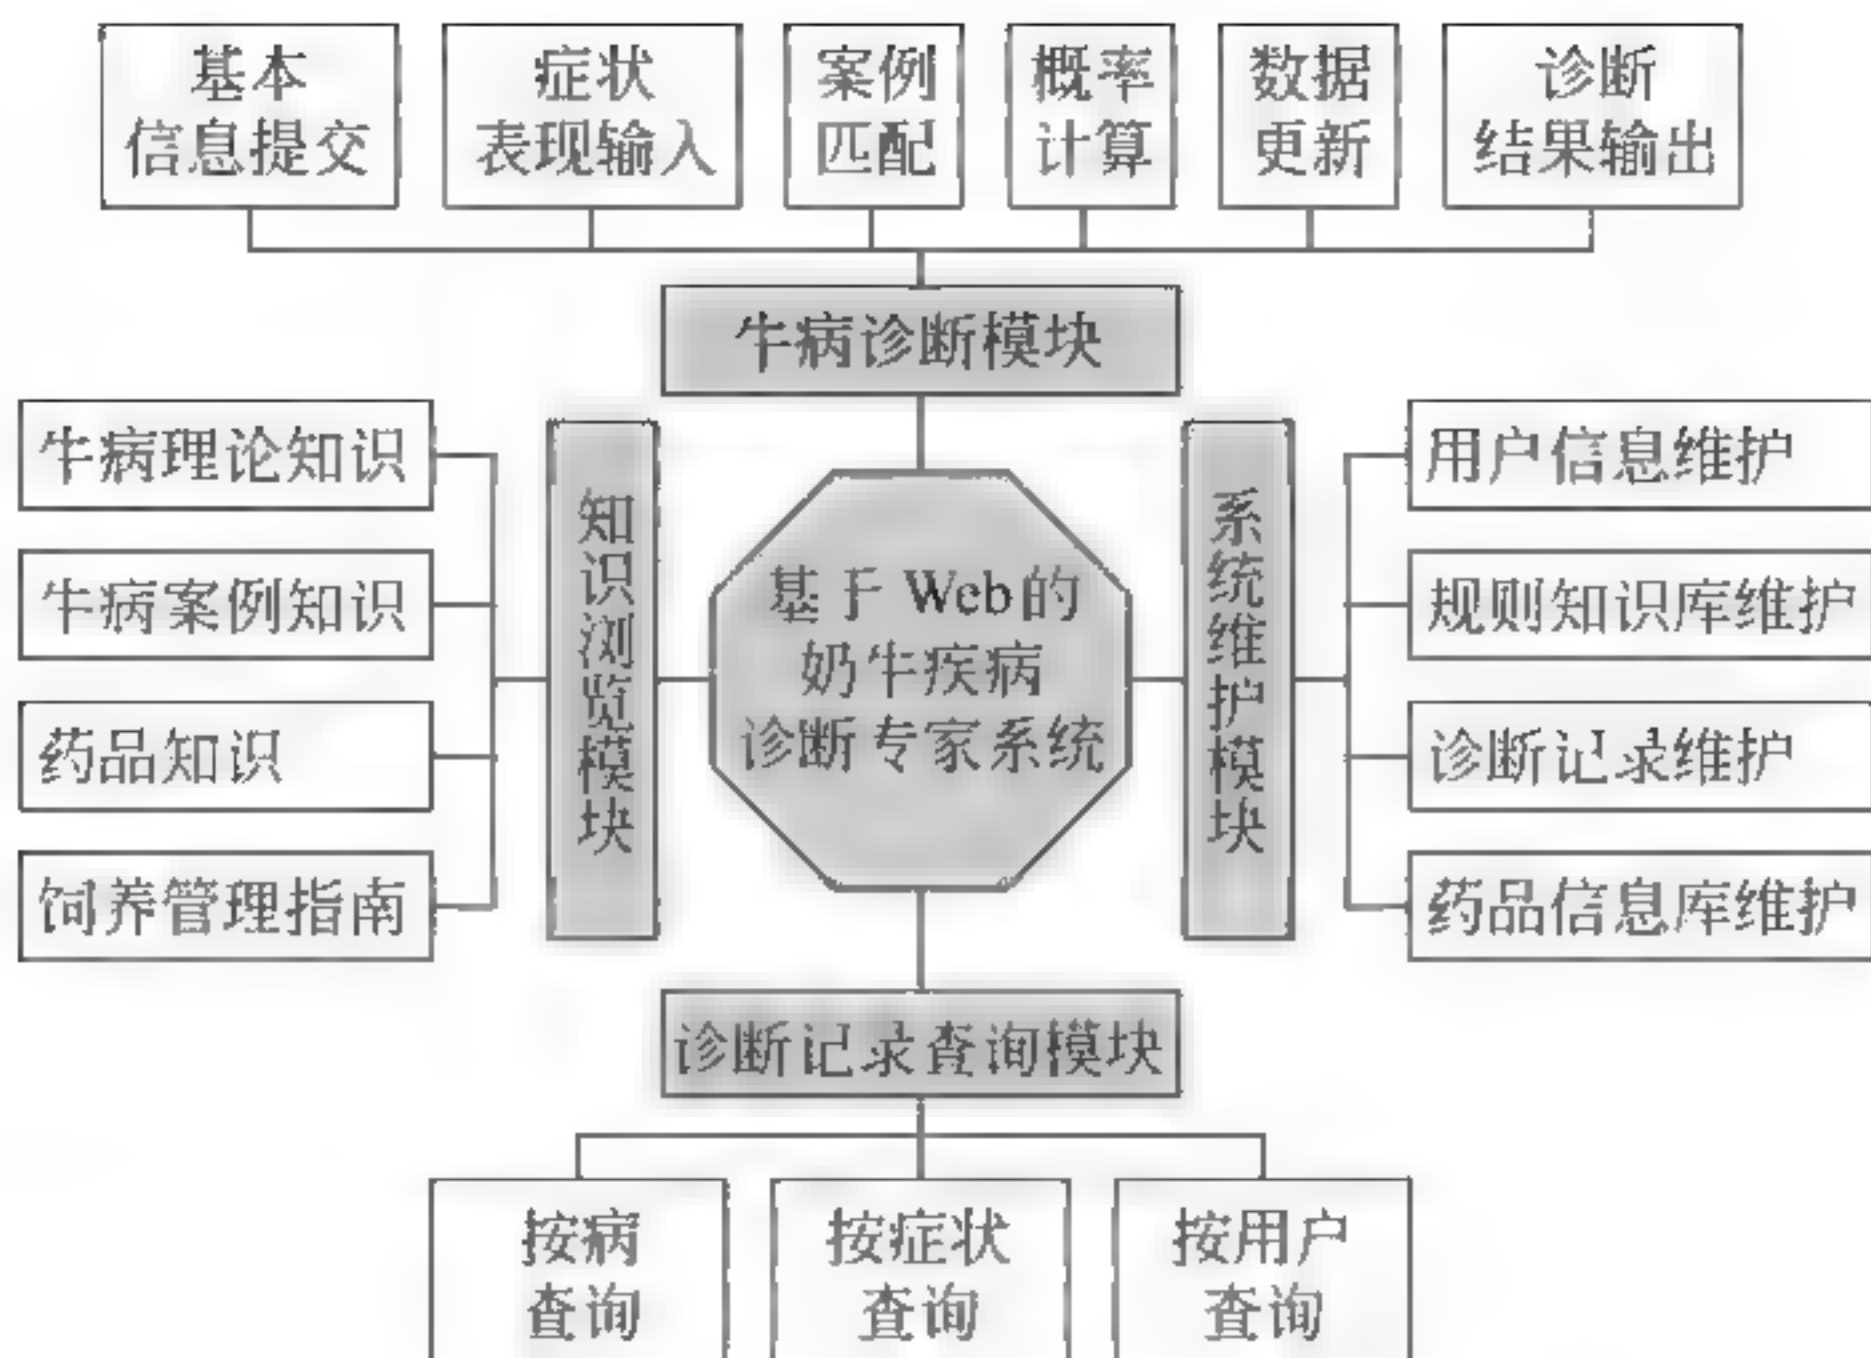 基本
信息提交
症状
表现输入
案例
匹配
概率
计算
数据
更新
诊断
结果输出
牛病诊断模块
牛病理论知识
牛病案例知识
药品知识
饲养管理指南
知识浏览模块
基于Web的
奶牛疾病
诊断专家系统
系统维护模块
用户信息维护
规则知识库维护
诊断记录维护
药品信息库维护
诊断记录查询模块
按病
查询
按症状
查询
按用户
查询